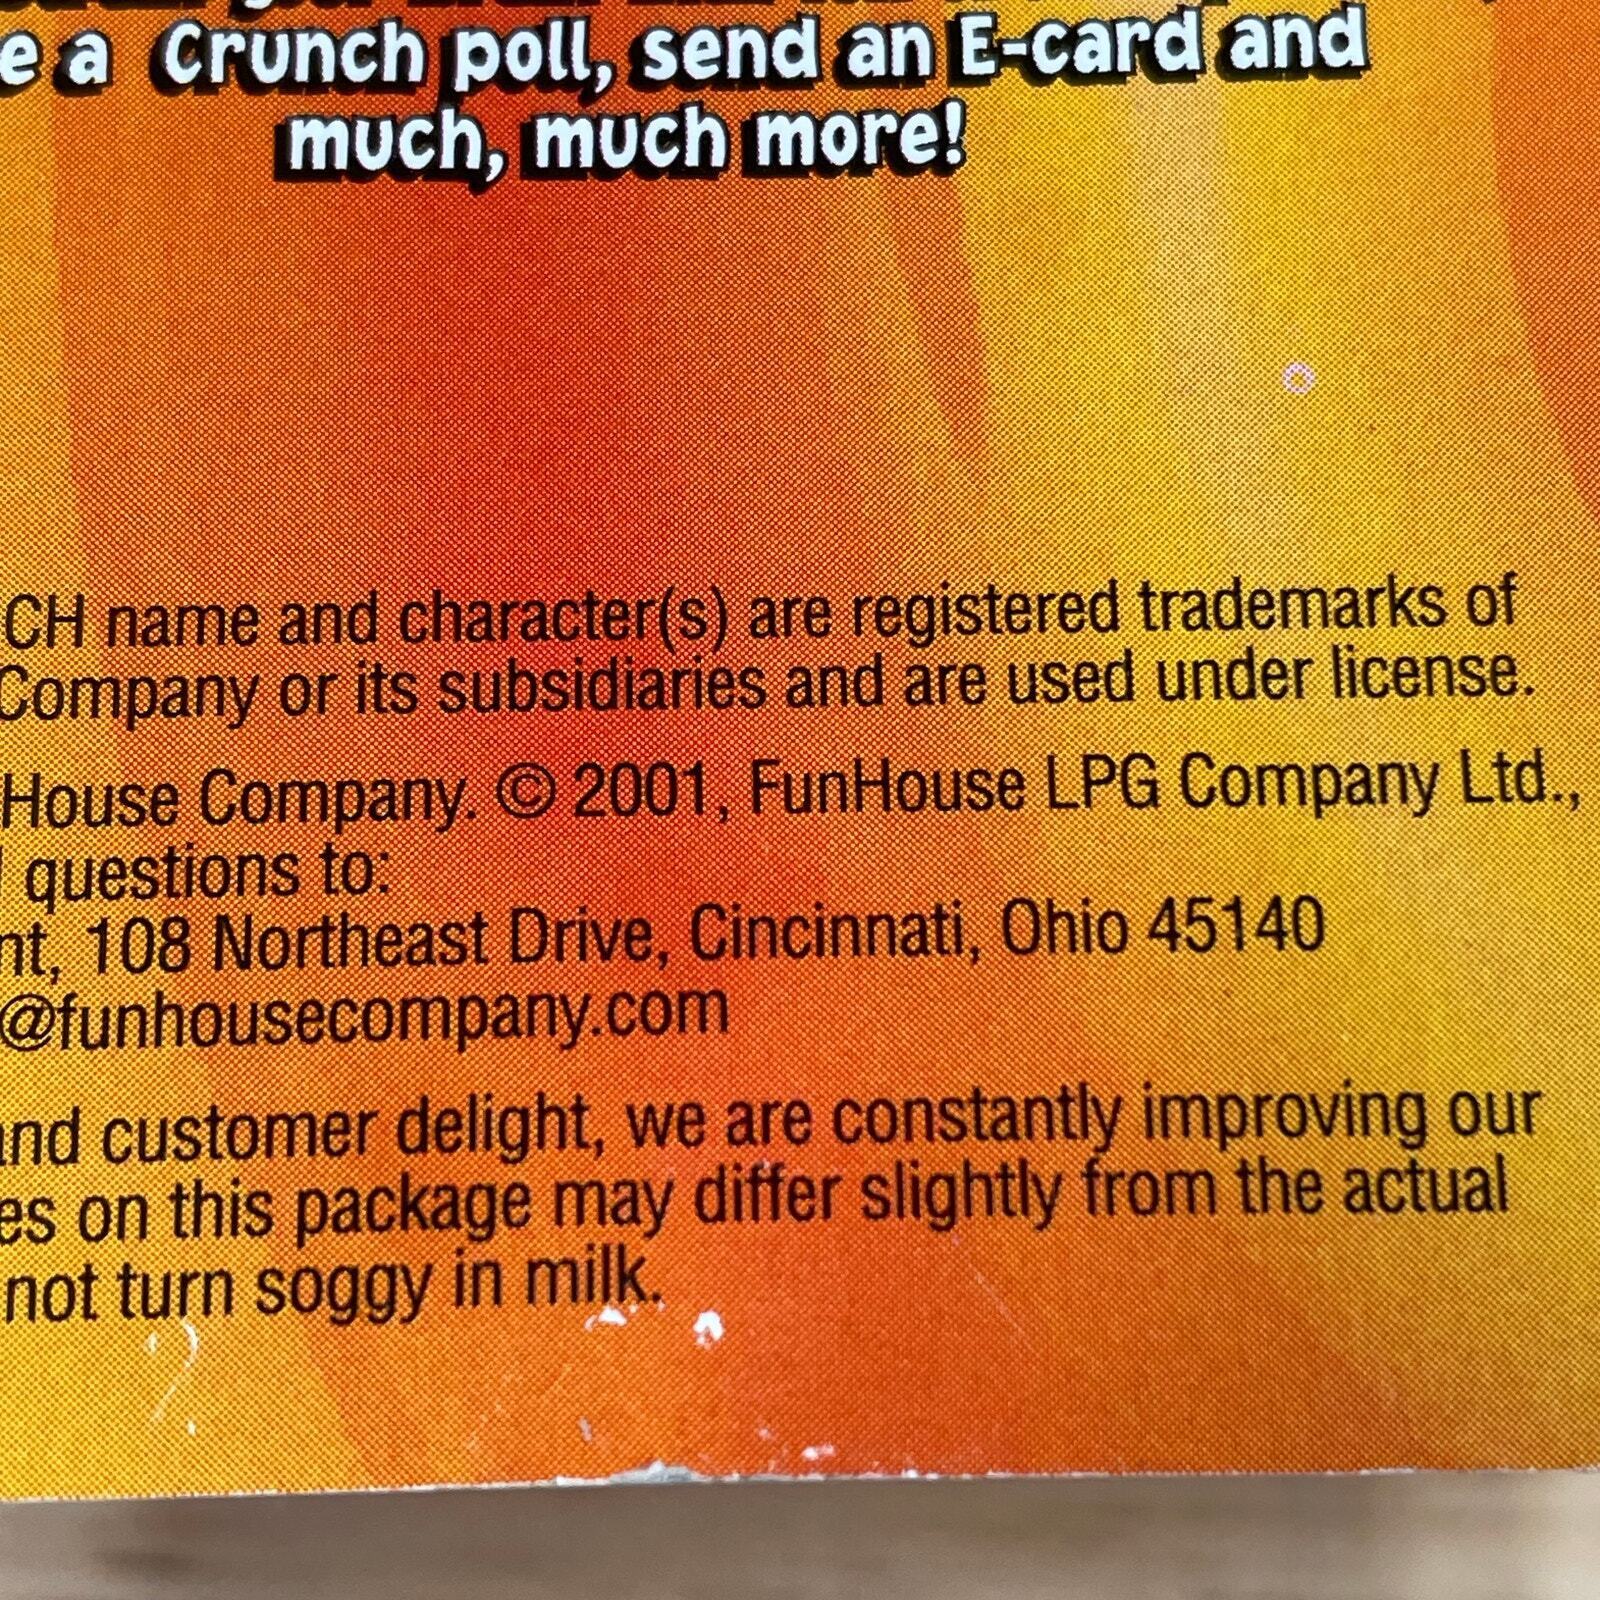 e a Crunch poll, send an E-card and
much, much more!
CH name and character(s) are registered trademarks of
Company or its subsidiaries and are used under license.
House Company. © 2001, FunHouse LPG Company Ltd.,
questions to:
nt, 108 Northeast Drive, Cincinnati, Ohio 45140
@funhousecompany.com
and customer delight, we are constantly improving our
es on this package may differ slightly from the actual
not turn soggy in milk.